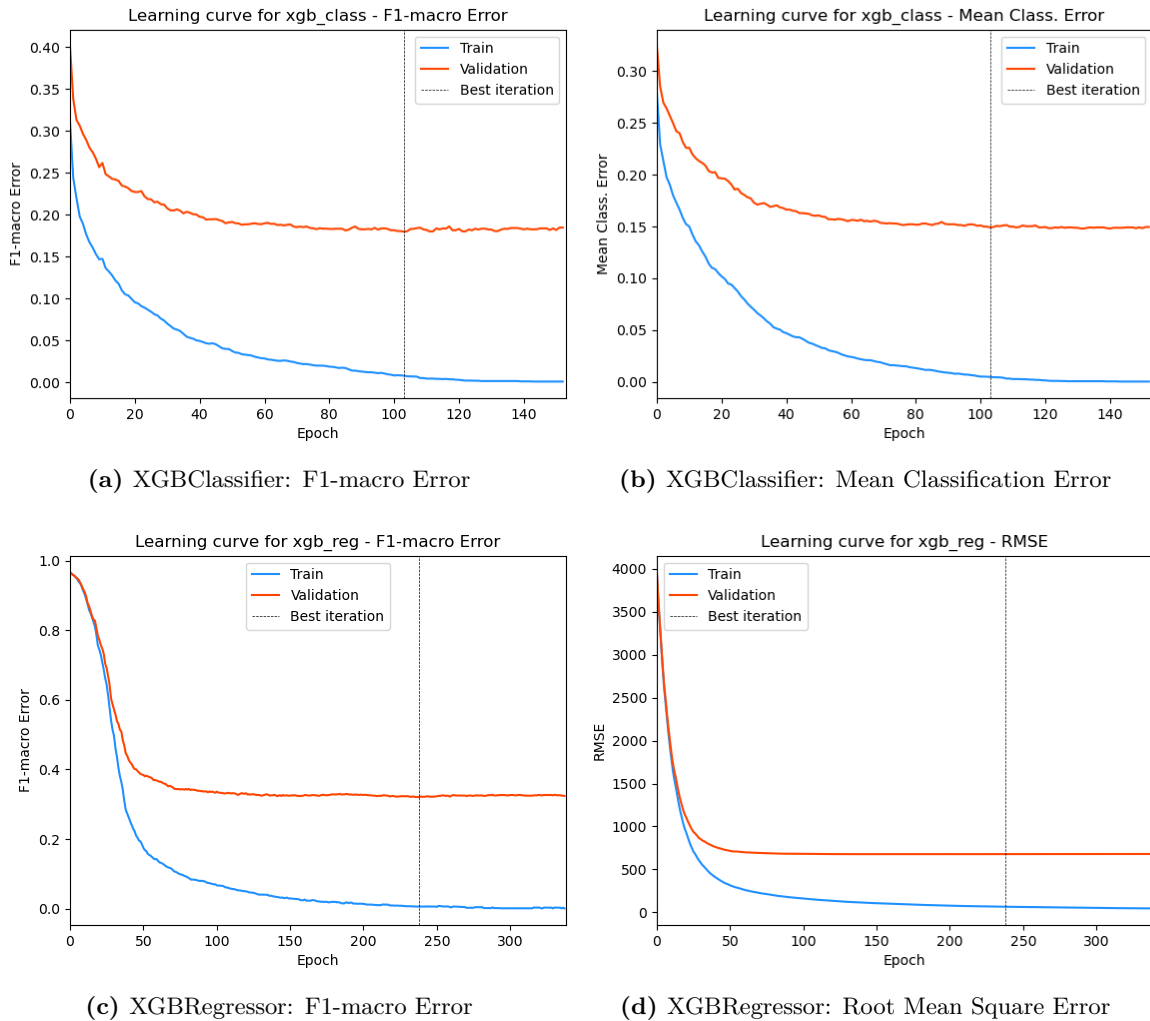 Learning curve for xgb_class - F1-macro Error
F1-macro Error
0.40
0.35
0.30
0.25
0.20
0.15
0.10
0.05
0.00
Train
Validation
Best iteration
0 20 40 60 80 100 120 140
Epoch
(a) XGBClassifier: F1-macro Error
Learning curve for xgb_class - Mean Class. Error
Mean Class. Error
0.30
0.25
0.20
0.15
0.10
0.05
0.00
Train
Validation
Best iteration
0 20 40 60 80 100 120 140
Epoch
(b) XGBClassifier: Mean Classification Error
Learning curve for xgb_reg - F1-macro Error
F1-macro Error
1.0
0.8
0.6
0.4
0.2
0.0
Train
Validation
Best iteration
0 50 100 150 200 250 300
Epoch
(c) XGBRegressor: F1-macro Error
Learning curve for xgb_reg - RMSE
RMSE
4000
3500
3000
2500
2000
1500
1000
500
0
Train
Validation
Best iteration
0 50 100 150 200 250 300
Epoch
(d) XGBRegressor: Root Mean Square Error